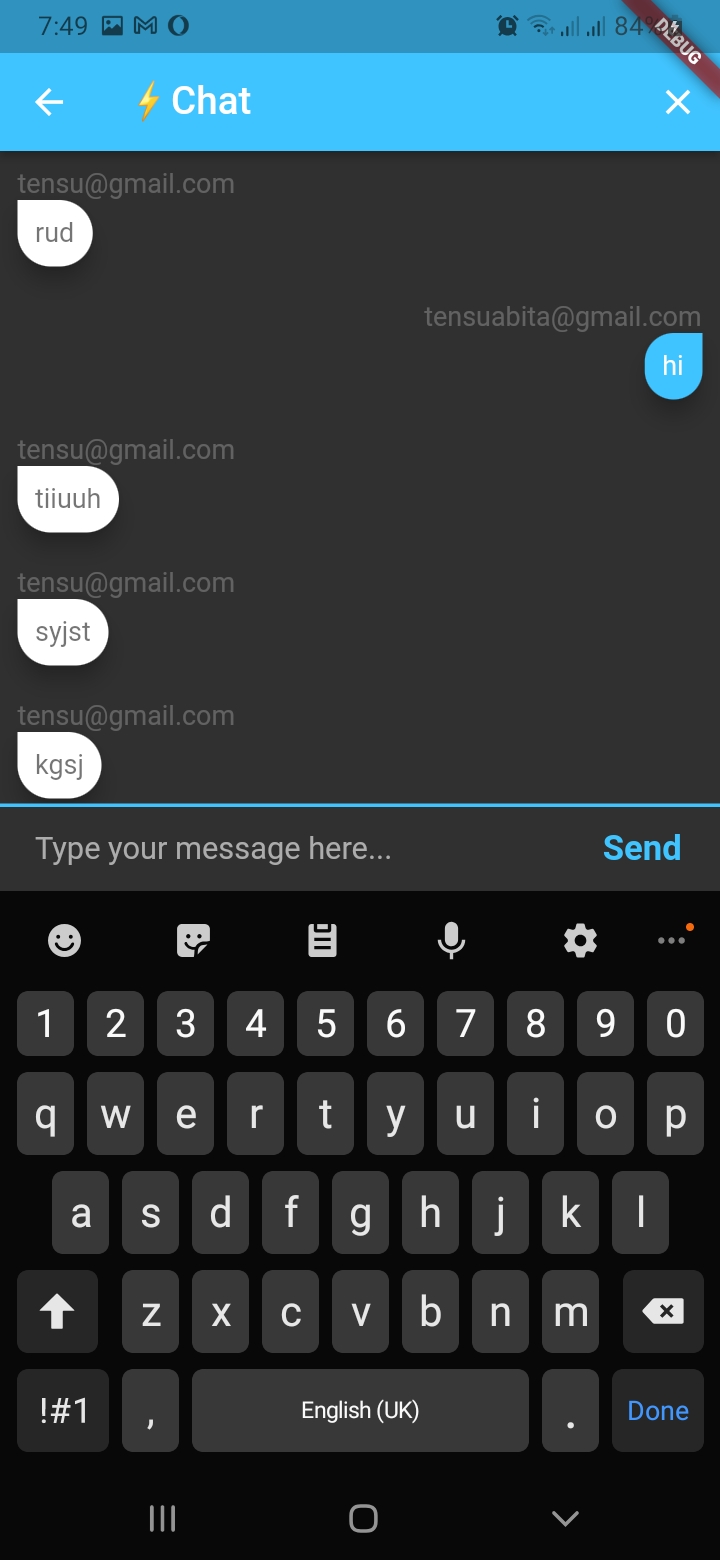 7:49
84%
DEBUG
⚡Chat
tensu@gmail.com
rud
tensuabita@gmail.com
hi
tensu@gmail.com
tiiuuh
tensu@gmail.com
syjst
tensu@gmail.com
kgsj
Type your message here... Send
1 2 3 4 5 6 7 8 9 0
q w e r t y u i o p
a s d f g h j k l
z x c v b n m
!#1 , English (UK) . Done